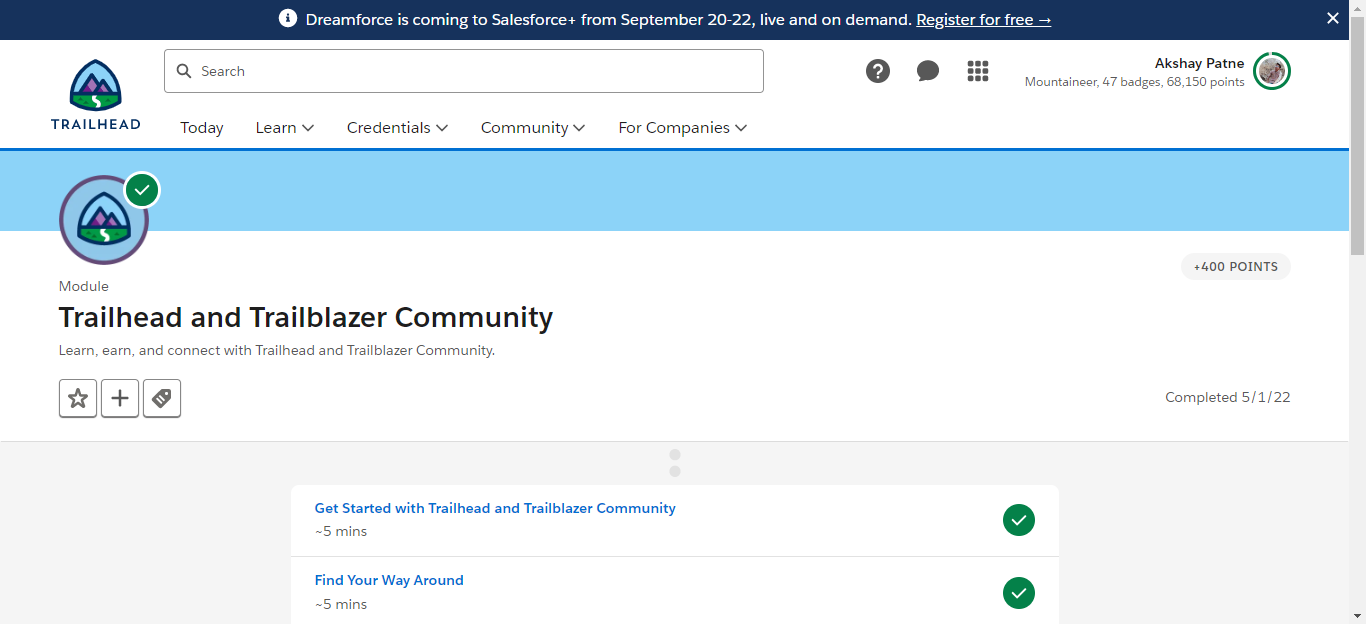 Dreamforce is coming to Salesforce+ from September 20-22, live and on demand. Register for free →
Search
Akshay Patne
Mountaineer, 47 badges, 68,150 points
TRAILHEAD
Today
Learn
Credentials
Community
For Companies
+400 POINTS
Module
Trailhead and Trailblazer Community
Learn, earn, and connect with Trailhead and Trailblazer Community.
Completed 5/1/22
Get Started with Trailhead and Trailblazer Community
~5 mins
Find Your Way Around
~5 mins